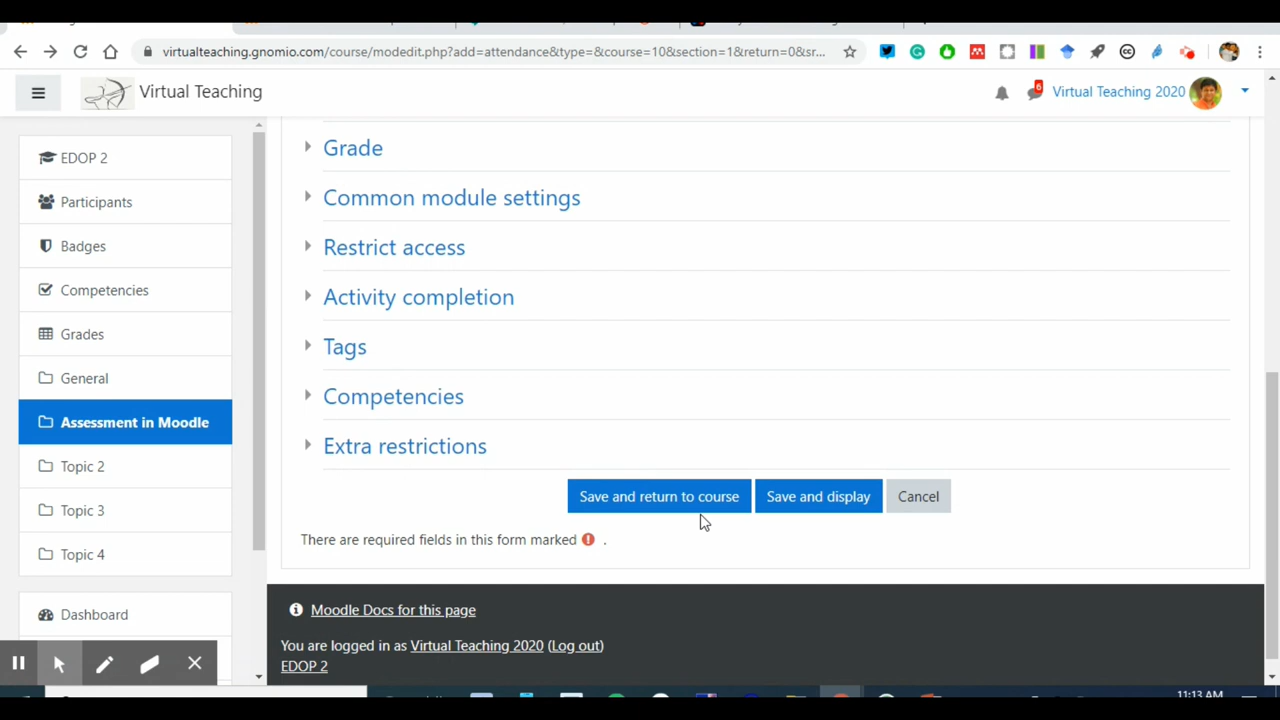 virtualteaching.gnomio.com/course/modedit.php?add=attendance&type=&course=10&section=1&return=0&sr...
Virtual Teaching
6
Virtual Teaching 2020
EDOP 2
Participants
Badges
Competencies
Grades
General
Assessment in Moodle
Topic 2
Topic 3
Topic 4
Dashboard
Grade
Common module settings
Restrict access
Activity completion
Tags
Competencies
Extra restrictions
Save and return to course
Save and display
Cancel
There are required fields in this form marked .
Moodle Docs for this page
You are logged in as Virtual Teaching 2020 (Log out)
EDOP 2
11:13 AM